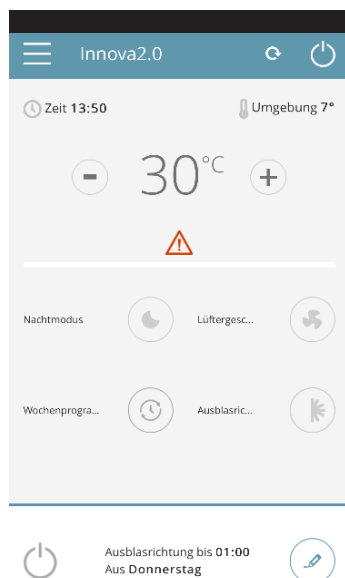 Innova2.0
Zeit 13:50 Umgebung 7°
- 30°C +
Nachtmodus Lüftergesc...
Wochenprogra... Ausblasric...
Ausblasrichtung bis 01:00
Aus Donnerstag